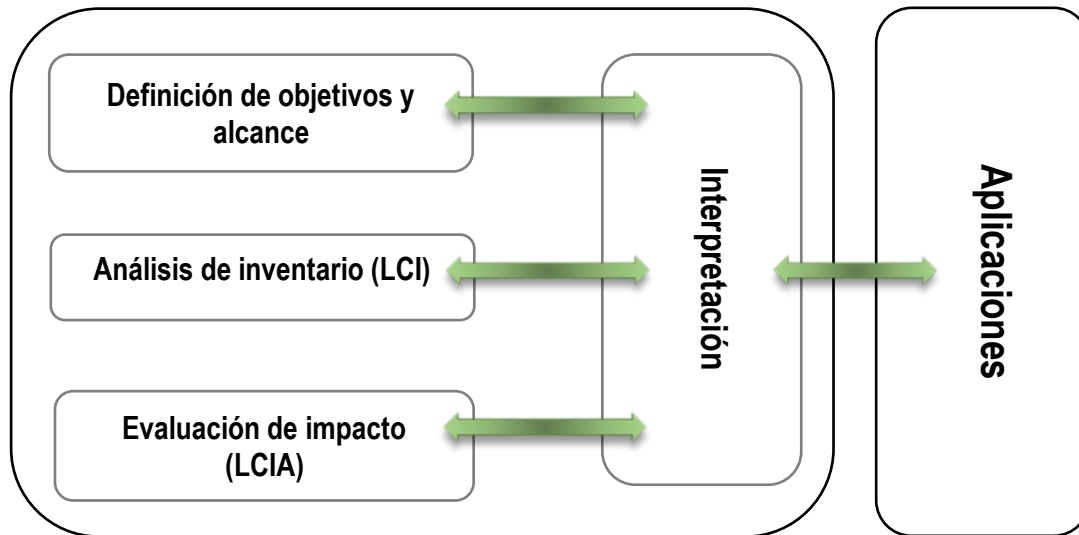 Definición de objetivos y
alcance
Análisis de inventario (LCI)
Evaluación de impacto
(LCIA)
Interpretación
Aplicaciones